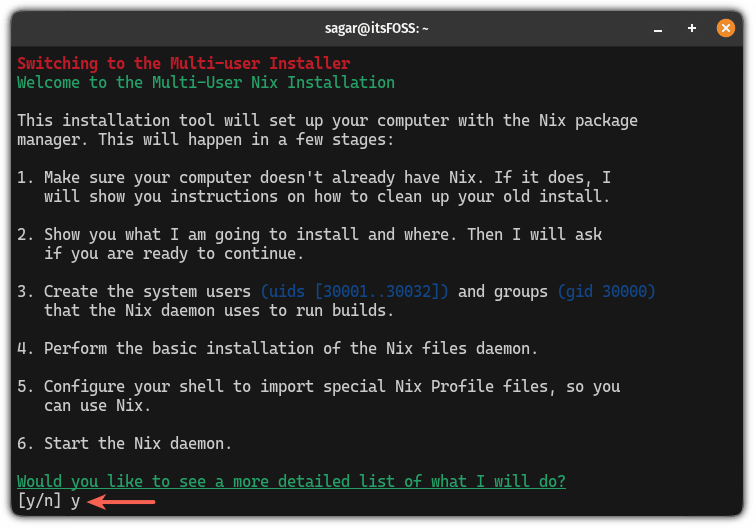 sagar@itsFOSS: ~
Switching to the Multi-user Installer
Welcome to the Multi-User Nix Installation
This installation tool will set up your computer with the Nix package
manager. This will happen in a few stages:
1. Make sure your computer doesn't already have Nix. If it does, I
will show you instructions on how to clean up your old install.
2. Show you what I am going to install and where. Then I will ask
if you are ready to continue.
3. Create the system users (uids [30001..30032]) and groups (gid 30000)
that the Nix daemon uses to run builds.
4. Perform the basic installation of the Nix files daemon.
5. Configure your shell to import special Nix Profile files, so you
can use Nix.
6. Start the Nix daemon.
Would you like to see a more detailed list of what I will do?
[y/n] y